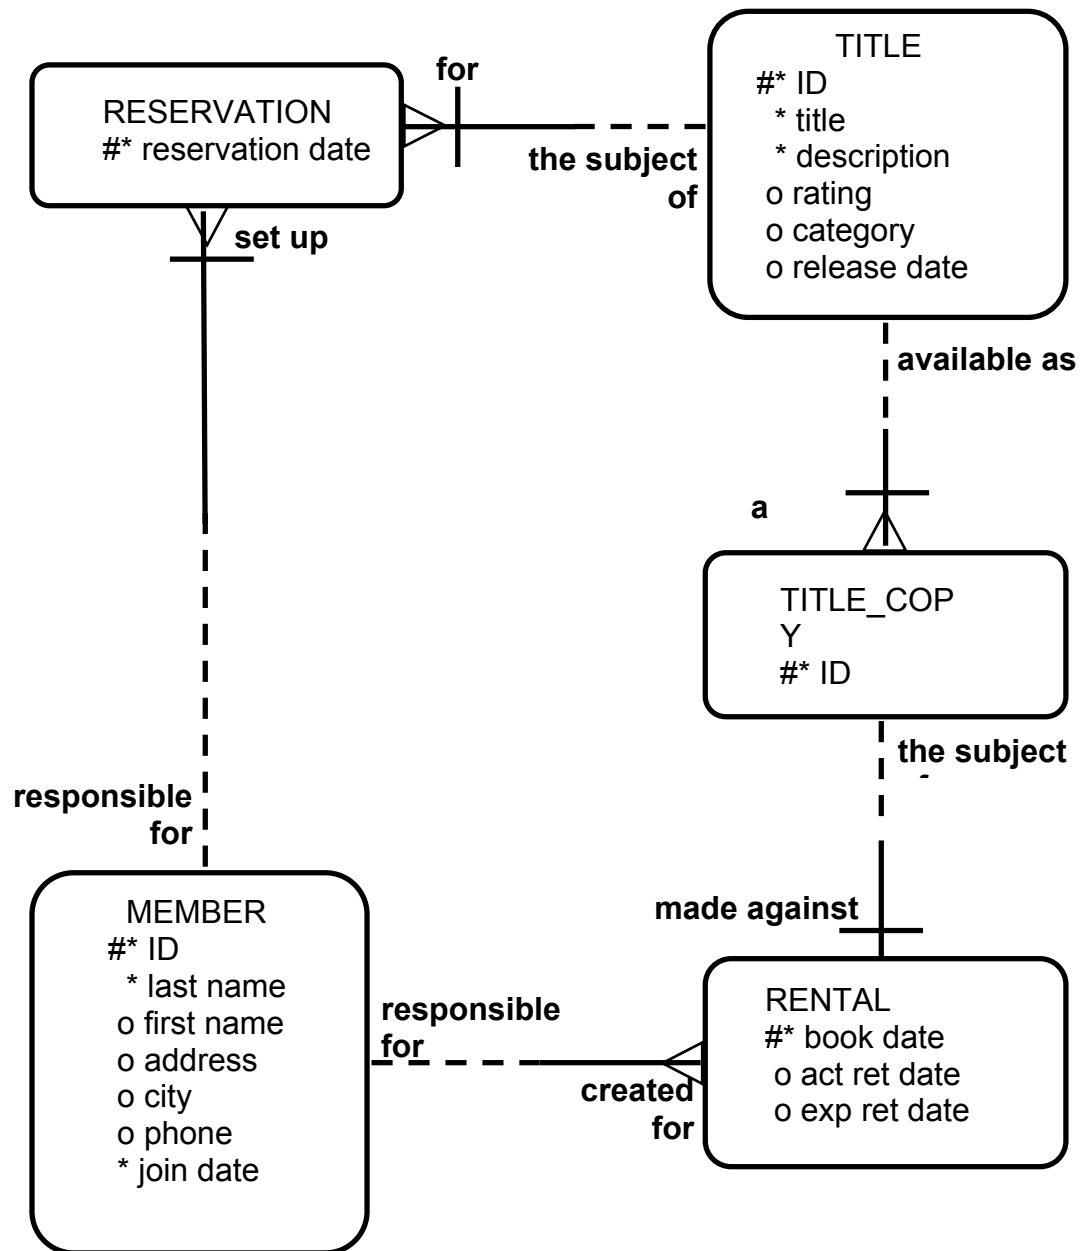 for
RESERVATION
#* reservation date
TITLE
#* ID
* title
* description
o rating
o category
o release date
the subject
of
set up
available as
a
TITLE_COP
Y
#* ID
the subject
responsible
for
made against
MEMBER
#* ID
* last name
o first name
o address
o city
o phone
* join date
responsible
for
created
for
RENTAL
#* book date
o act ret date
o exp ret date